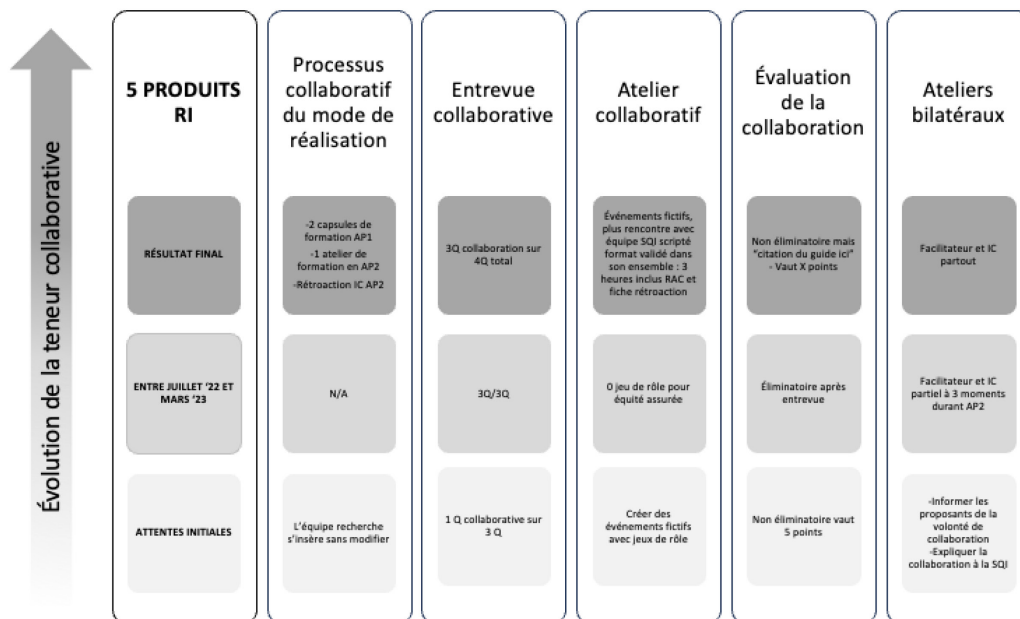 Évolution de la teneur collaborative
5 PRODUITS
RI
Processus
collaboratif
du mode de
réalisation
Entrevue
collaborative
Atelier
collaboratif
Évaluation
de la
collaboration
Ateliers
bilatéraux
RÉSULTAT FINAL
-2 capsules de
formation AP1
-1 atelier de
formation en AP2
-Rétroaction IC AP2
3Q collaboration sur
4Q total
Événements fictifs,
plus rencontre avec
équipe SQI scripté
format validé dans
son ensemble : 3
heures inclus RAC et
fiche rétroaction
Non éliminatoire mais
"citation du guide ici"
- Vaut X points
Facilitateur et IC
partout
ENTRE JUILLET '22 ET
MARS '23
N/A
3Q/3Q
0 jeu de rôle pour
équité assurée
Éliminatoire après
entrevue
Facilitateur et IC
partiel à 3 moments
durant AP2
ATTENTES INITIALES
L'équipe recherche
s'insère sans modifier
1 Q collaborative sur
3 Q
Créer des
événements fictifs
avec jeux de rôle
Non éliminatoire vaut
5 points
-Informer les
proposants de la
volonté de
collaboration
-Expliquer la
collaboration à la SQI